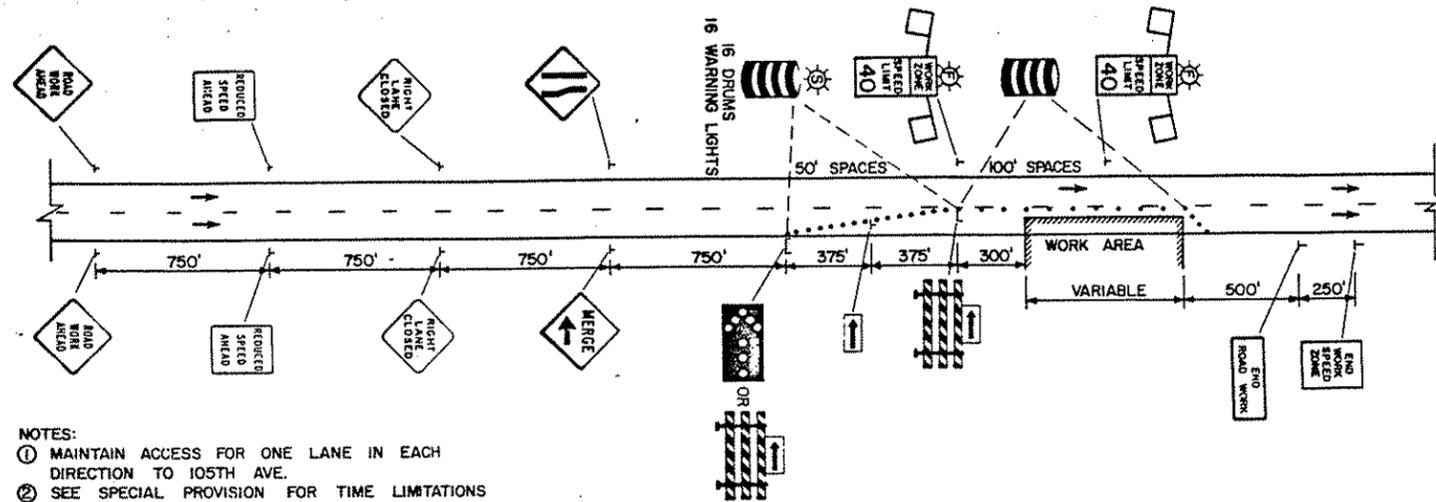 ROAD
WORK
AHEAD
REDUCED
SPEED
AHEAD
RIGHT
LANE
CLOSED
16 DRUMS
16 WARNING LIGHTS
S
WORK
ZONE
SPEED
LIMIT
40
F
WORK
ZONE
SPEED
LIMIT
40
F
50' SPACES
100' SPACES
WORK AREA
750'
750'
750'
750'
375'
375'
300'
VARIABLE
500'
250'
ROAD
WORK
AHEAD
REDUCED
SPEED
AHEAD
RIGHT
LANE
CLOSED
MERGE
OR
END
ROAD WORK
END
WORK
SPEED
ZONE
NOTES:
① MAINTAIN ACCESS FOR ONE LANE IN EACH
DIRECTION TO 105TH AVE.
② SEE SPECIAL PROVISION FOR TIME LIMITATIONS